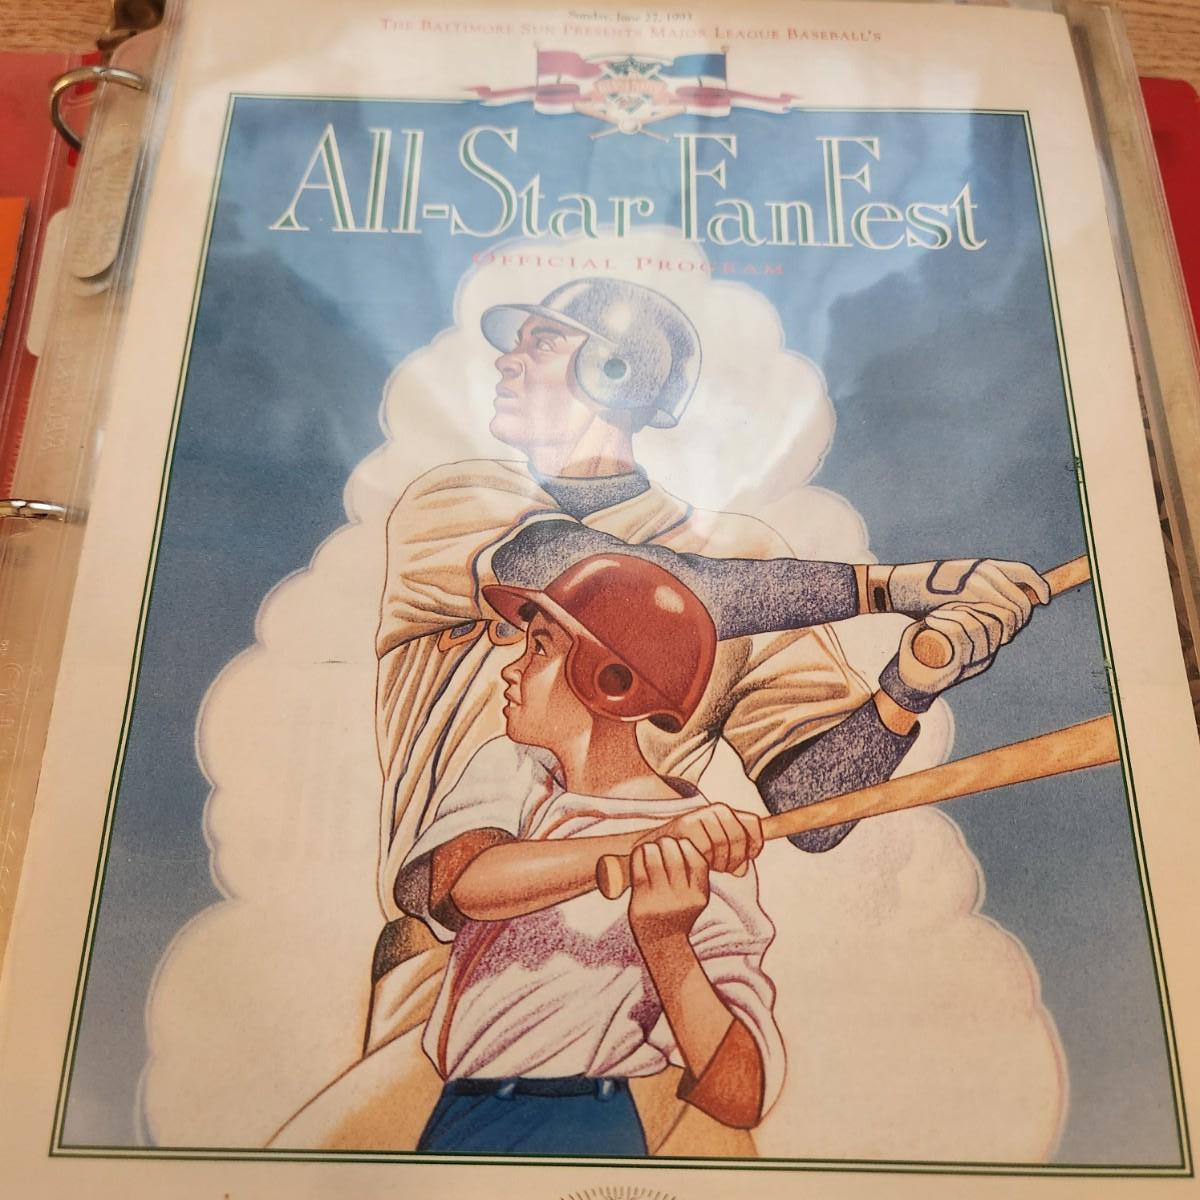 Sunday, June 27, 1993
THE BALTIMORE SUN PRESENTS MAJOR LEAGUE BASEBALL'S
All-Star FanFest
OFFICIAL PROGRAM